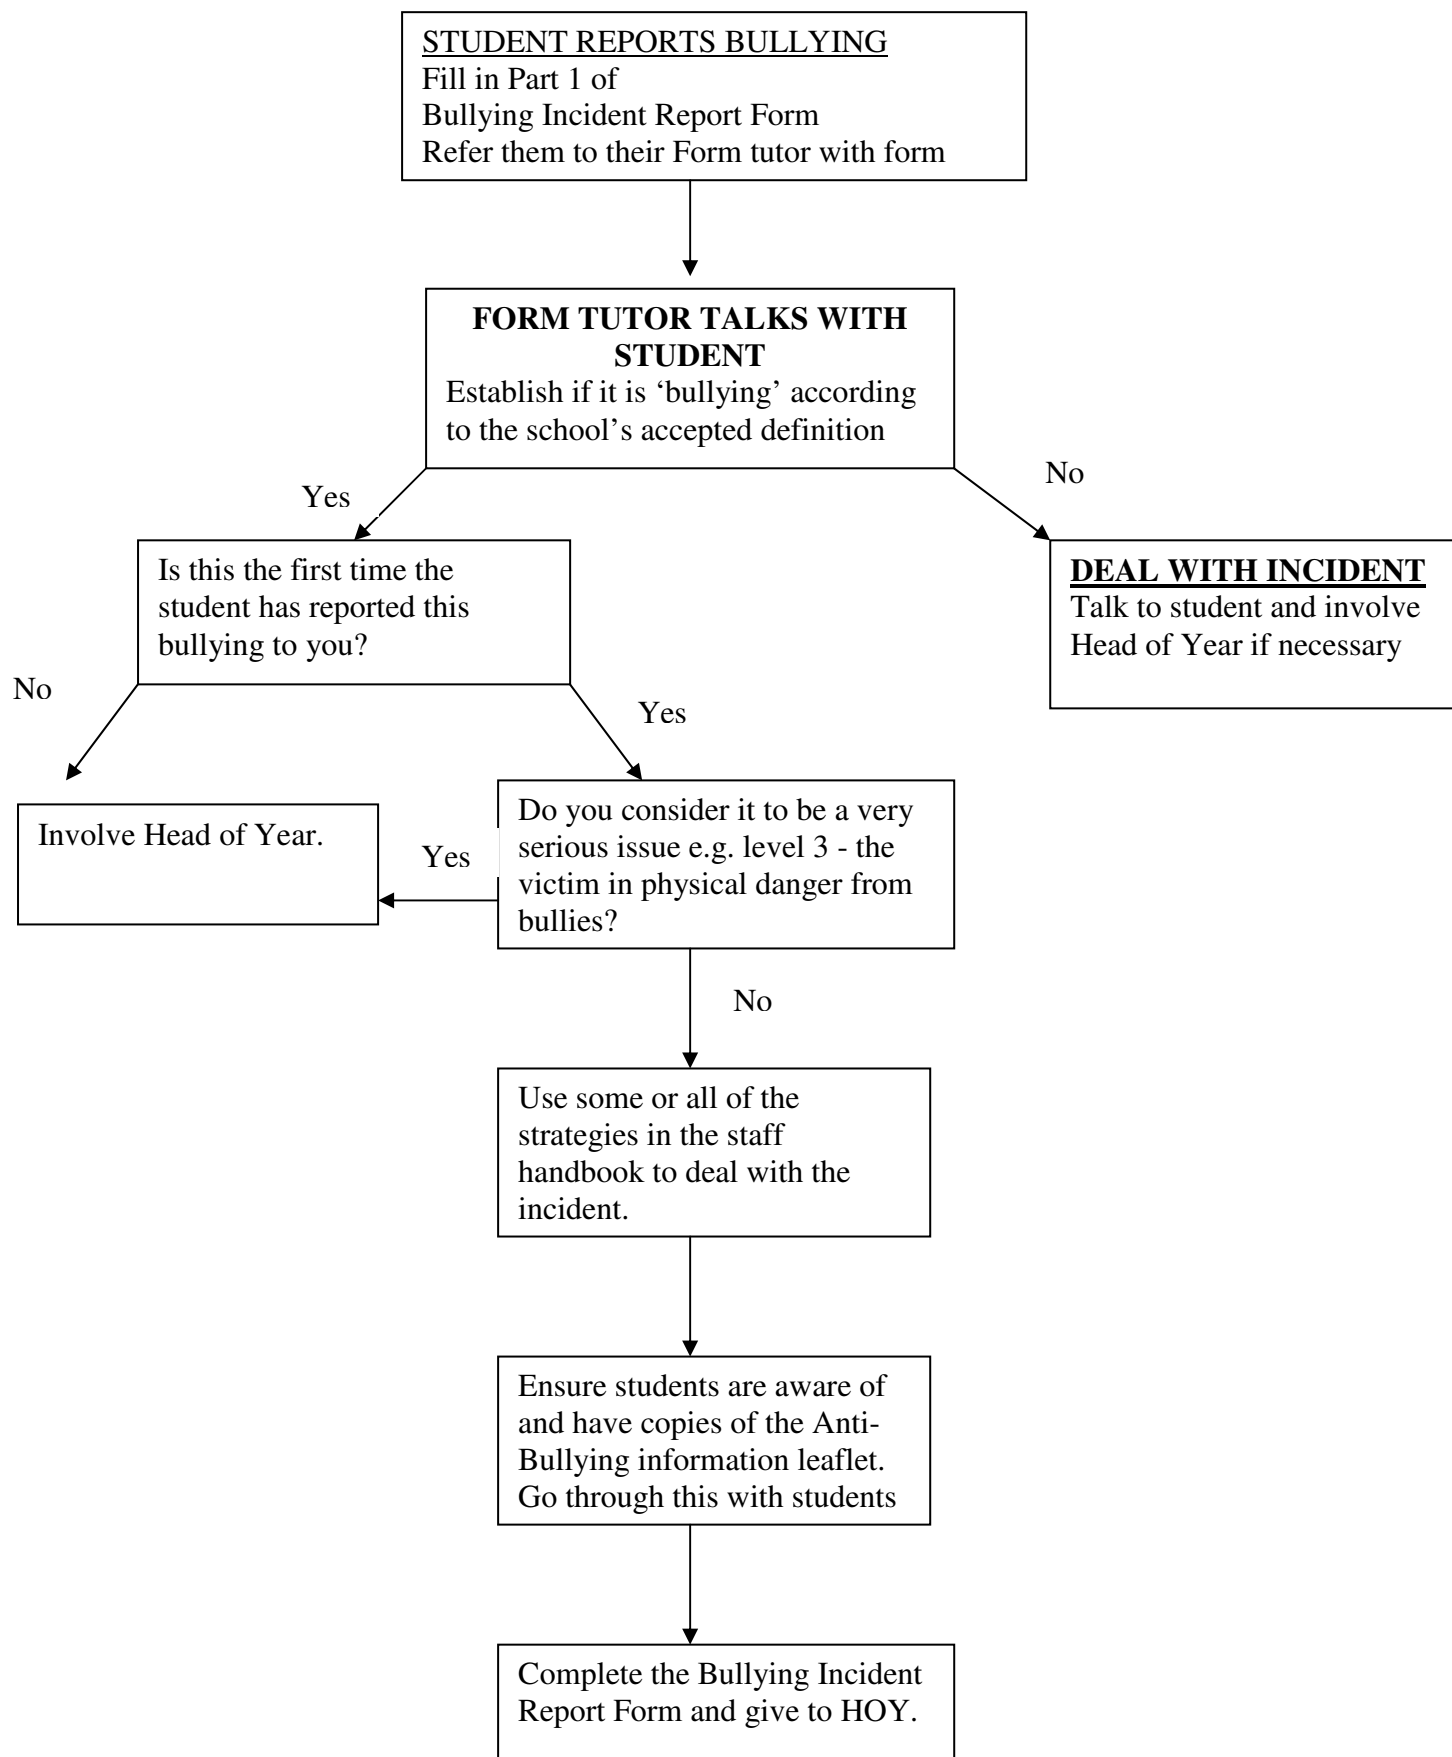 STUDENT REPORTS BULLYING
Fill in Part 1 of
Bullying Incident Report Form
Refer them to their Form tutor with form
FORM TUTOR TALKS WITH
STUDENT
Establish if it is ‘bullying’ according
to the school’s accepted definition
Yes
No
Is this the first time the
student has reported this
bullying to you?
DEAL WITH INCIDENT
Talk to student and involve
Head of Year if necessary
No
Yes
Involve Head of Year.
Yes
Do you consider it to be a very
serious issue e.g. level 3 - the
victim in physical danger from
bullies?
No
Use some or all of the
strategies in the staff
handbook to deal with the
incident.
Ensure students are aware of
and have copies of the Anti-
Bullying information leaflet.
Go through this with students
Complete the Bullying Incident
Report Form and give to HOY.